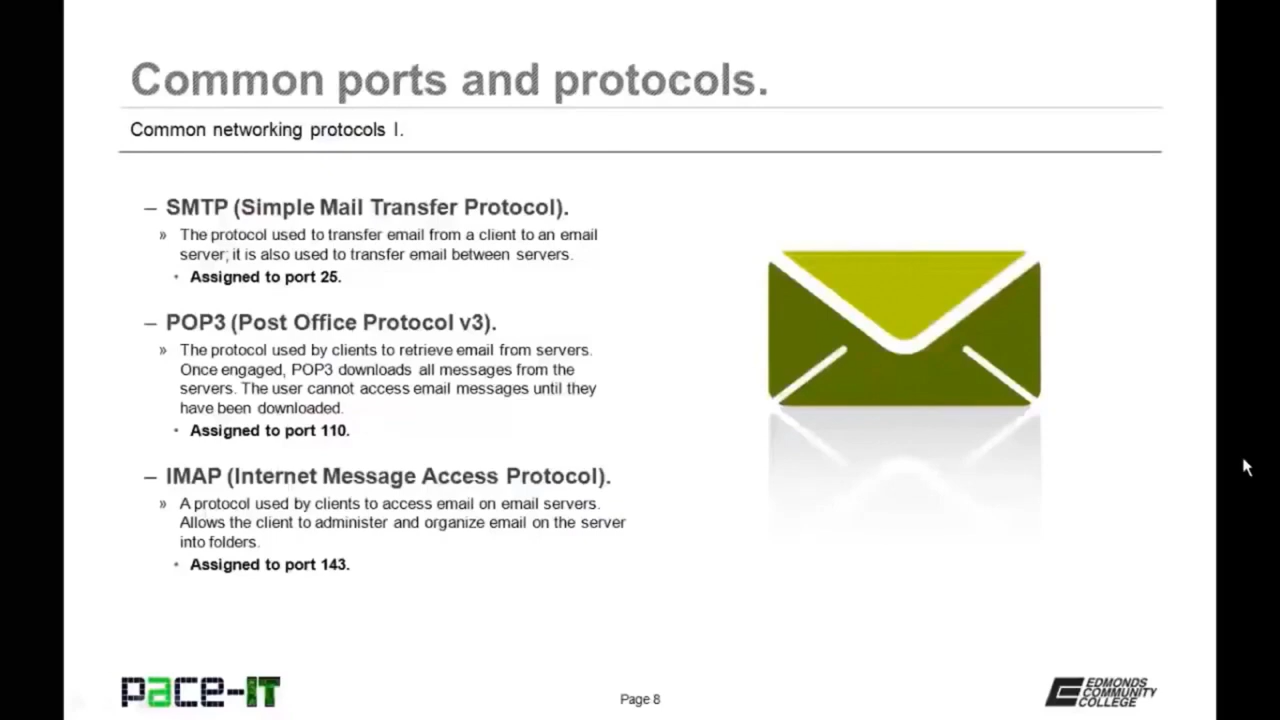 Common ports and protocols.
Common networking protocols I.
– SMTP (Simple Mail Transfer Protocol).
» The protocol used to transfer email from a client to an email
server; it is also used to transfer email between servers.
• Assigned to port 25.
– POP3 (Post Office Protocol v3).
» The protocol used by clients to retrieve email from servers.
Once engaged, POP3 downloads all messages from the
servers. The user cannot access email messages until they
have been downloaded.
• Assigned to port 110.
– IMAP (Internet Message Access Protocol).
» A protocol used by clients to access email on email servers.
Allows the client to administer and organize email on the server
into folders.
• Assigned to port 143.
pace-IT
Page 8
EDMONDS
COMMUNITY
COLLEGE